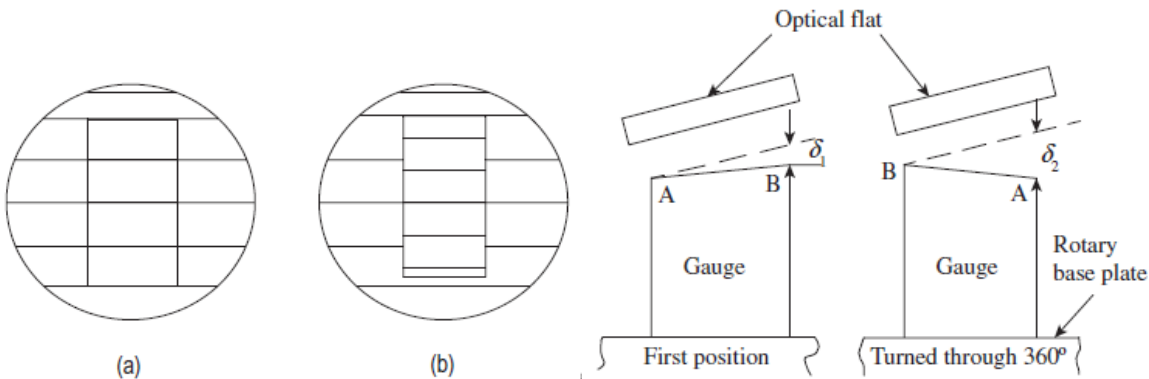 Optical flat
δ₁
B
A
Gauge
First position
B
δ₂
A
Gauge
Rotary
base plate
Turned through 360º
(a)
(b)